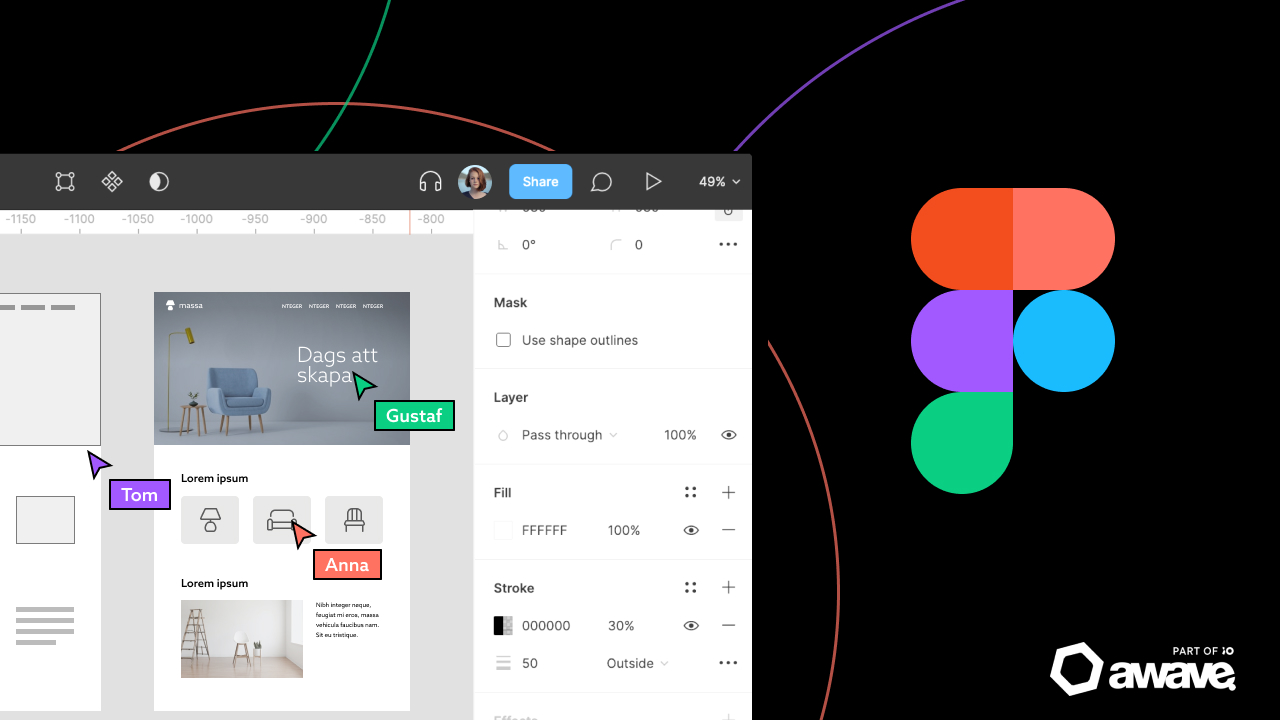 Share
49%
-1150 -1100 -1050 -1000 -950 -900 -850 -800
0° 0
massa
NTEGER NTEGER NTEGER NTEGER
Dags att
skapa
Gustaf
Tom
Lorem ipsum
Anna
Lorem ipsum
Nibh integer neque,
feugiat mi eros, massa
vehicula faucibus nam.
Sit eu tristique.
Mask
Use shape outlines
Layer
Pass through 100%
Fill
FFFFFF 100%
Stroke
000000 30%
50 Outside
PART OF iO
awave.